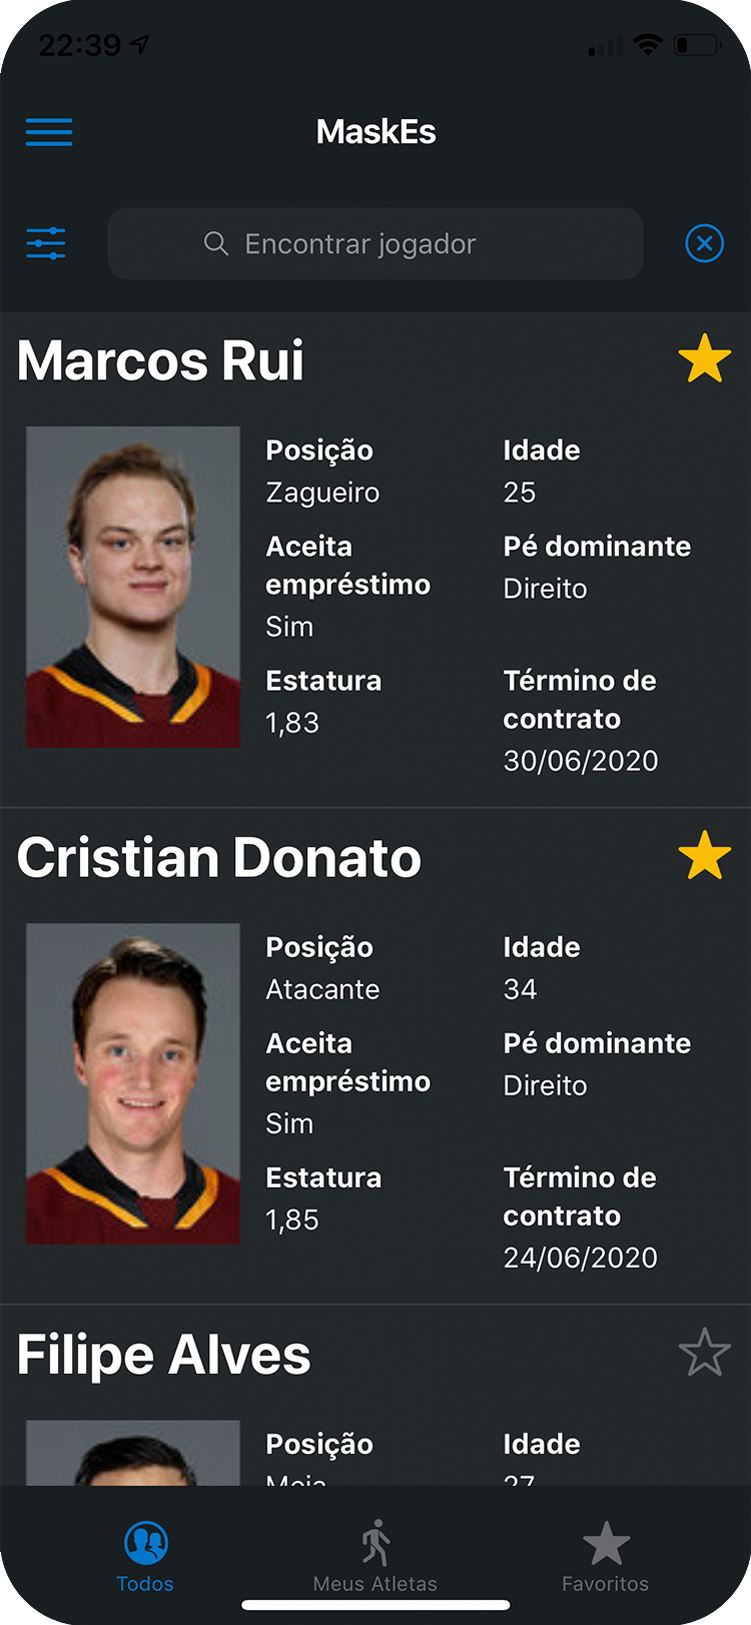 22:39
MaskEs
Encontrar jogador
Marcos Rui
Posição
Zagueiro
Idade
25
Aceita
empréstimo
Sim
Pé dominante
Direito
Estatura
1,83
Término de
contrato
30/06/2020
Cristian Donato
Posição
Atacante
Idade
34
Aceita
empréstimo
Sim
Pé dominante
Direito
Estatura
1,85
Término de
contrato
24/06/2020
Filipe Alves
Posição
Meia
Idade
27
Todos
Meus Atletas
Favoritos